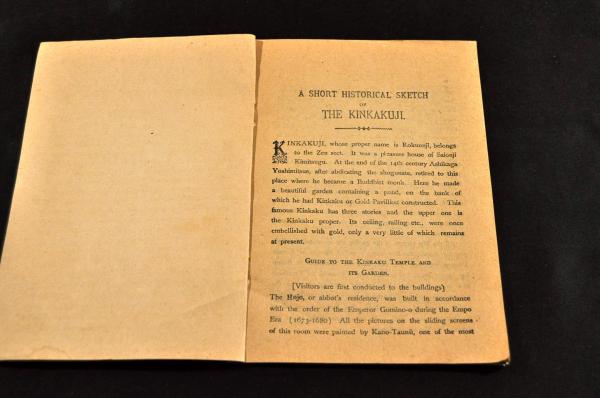 A SHORT HISTORICAL SKETCH
OF
THE KINKAKUJI.
KINKAKUJI, whose proper name is Rokuonji, belongs
to the Zen sect. It was a pleasure house of Saionji
Kimitsugu. At the end of the 14th century Ashikaga
Yoshimitsu, after abdicating the shogunate, retired to this
place where he became a Buddhist monk. Here he made
a beautiful garden containing a pond, on the bank of
which he had Kinkaku or Gold Pavilion constructed. This
famous Kinkaku has three stories and the upper one is
the Kinkaku proper. Its ceiling, railing etc., were once
embellished with gold, only a very little of which remains
at present.
GUIDE TO THE KINKAKU TEMPLE AND
ITS GARDEN.
[Visitors are first conducted to the buildings]
The Hojo, or abbot's residence, was built in accordance
with the order of the Emperor Gomino-o during the Empo
Era (1673-1680) All the pictures on the sliding screens
of this room were painted by Kano-Tannū, one of the most